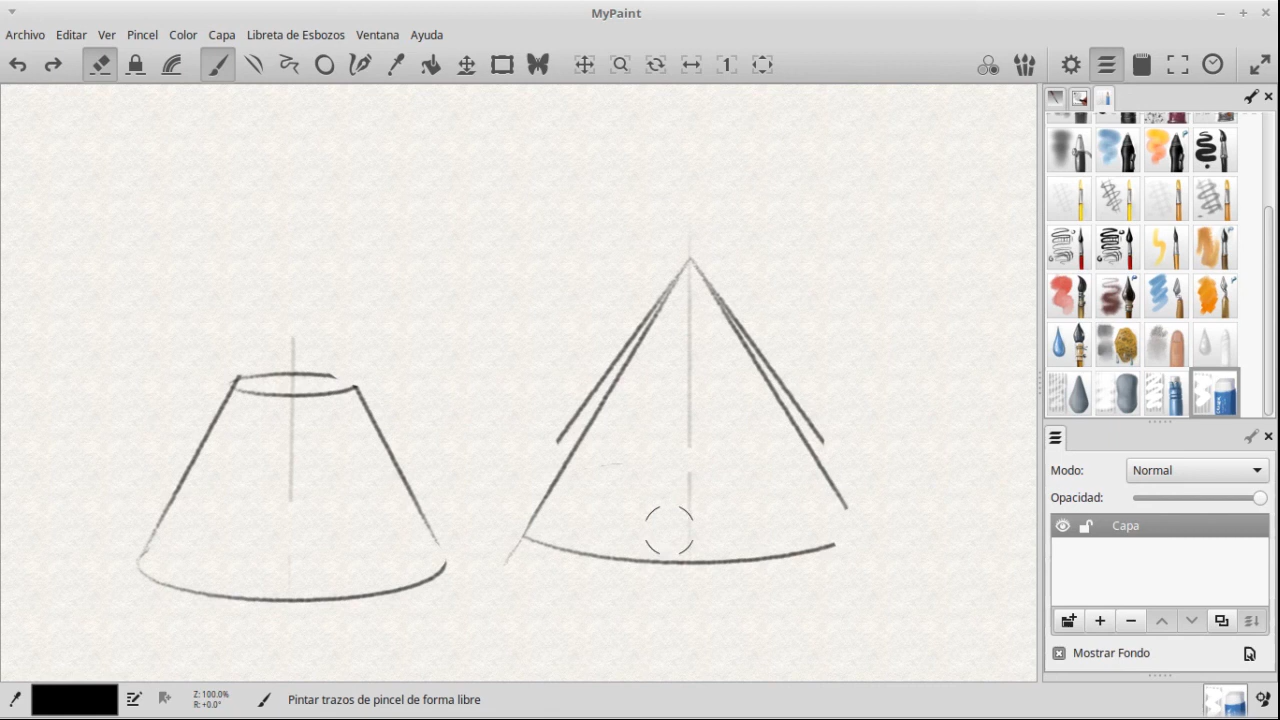 MyPaint
Archivo Editar Ver Pincel Color Capa Libreta de Esbozos Ventana Ayuda
1
Modo: Normal
Opacidad:
Capa
Mostrar Fondo
Z: 100.0%
R: +0.0°
Pintar trazos de pincel de forma libre